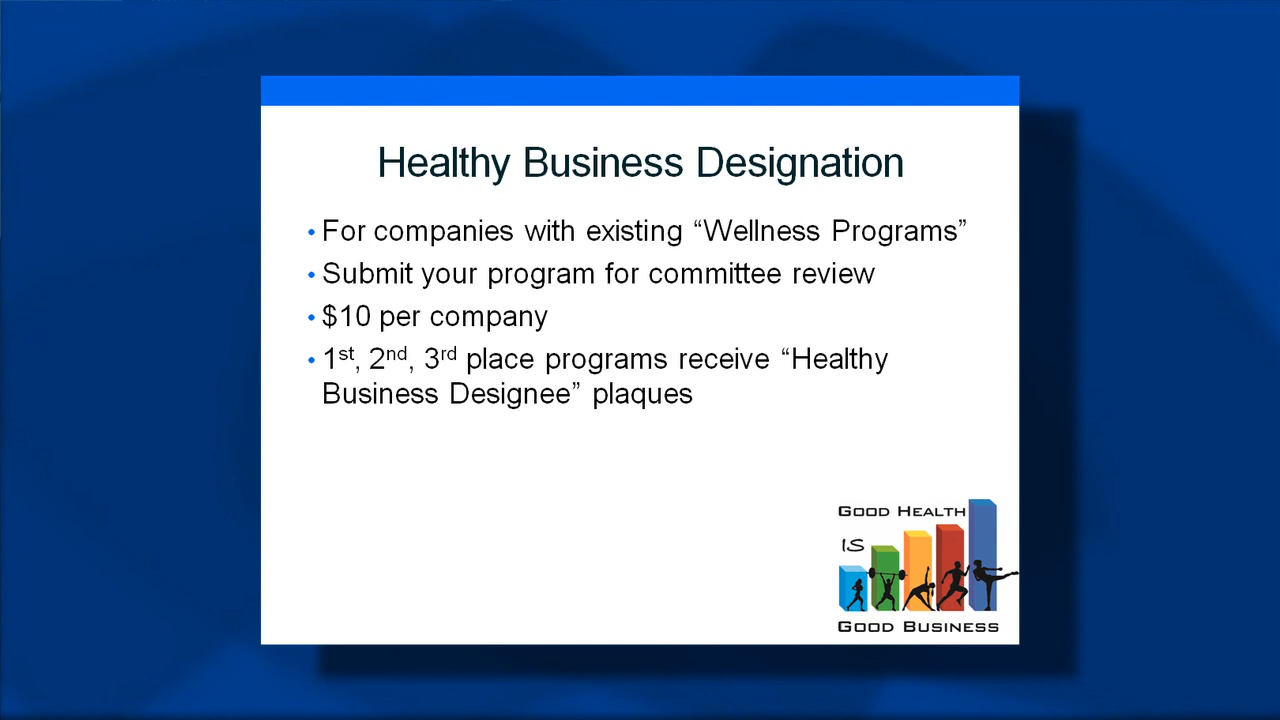 Healthy Business Designation
• For companies with existing “Wellness Programs”
• Submit your program for committee review
• $10 per company
• 1st, 2nd, 3rd place programs receive “Healthy
Business Designee” plaques
GOOD HEALTH
IS
GOOD BUSINESS